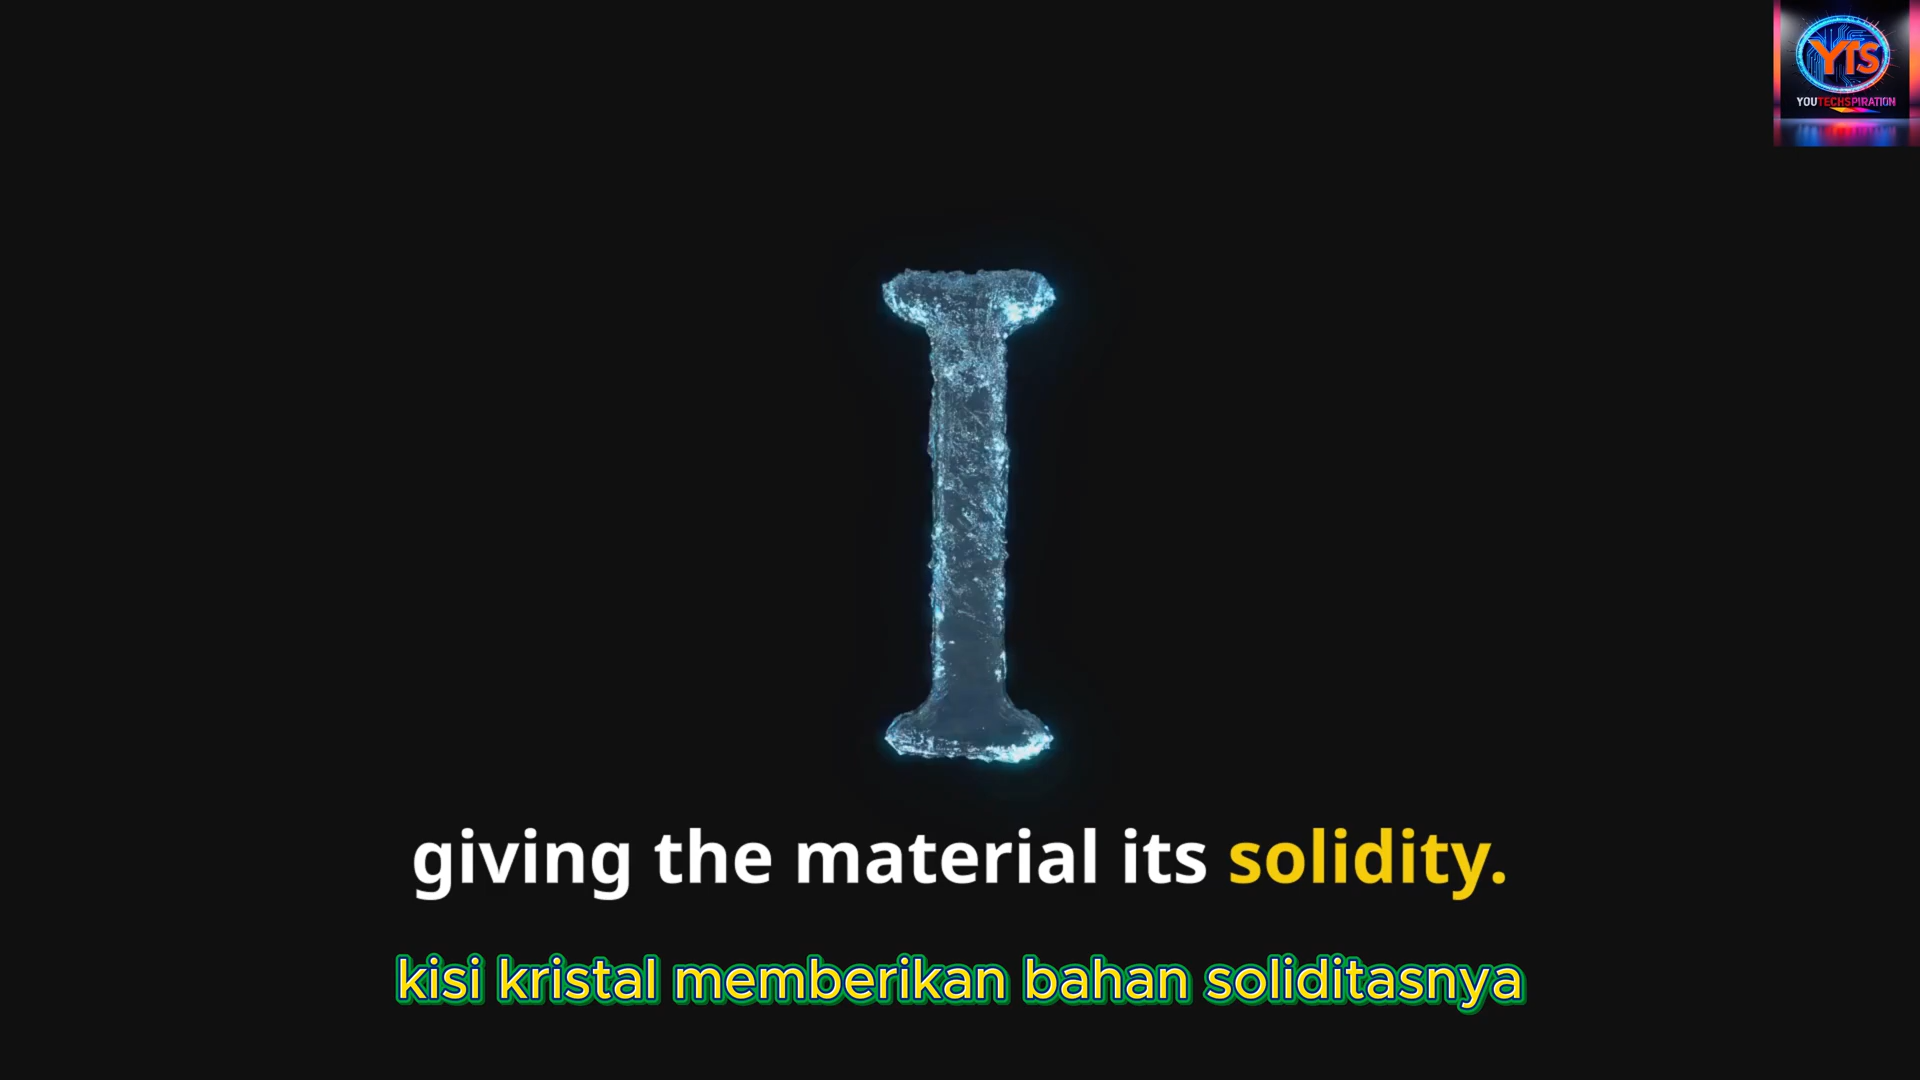 YTS
YOUTECHSPIRATION
I
giving the material its solidity.
kisi kristal memberikan bahan soliditasnya